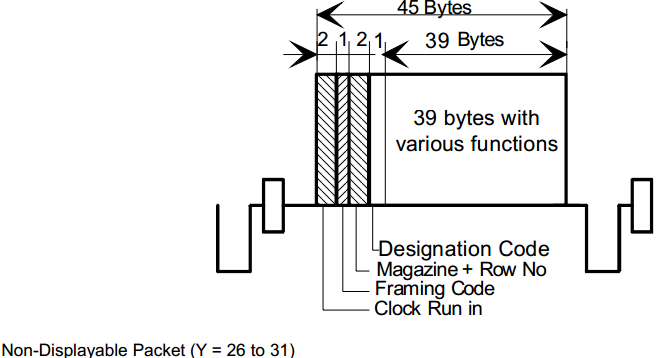 45 Bytes
2 1 2 1 39 Bytes
39 bytes with
various functions
Designation Code
Magazine + Row No
Framing Code
Clock Run in
Non-Displayable Packet (Y = 26 to 31)